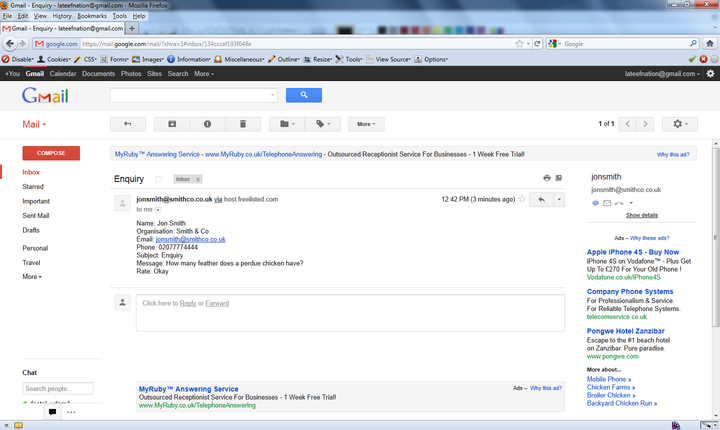 Gmail - Enquiry - lateefnation@gmail.com - Mozilla Firefox
File Edit View History Bookmarks Tools Help
Gmail - Enquiry - lateefnation@gmail.com
google.com https://mail.google.com/mail/?shva=1#inbox/134cccaf193f648e
Google
Disable Cookies CSS Forms Images Information Miscellaneous Outline Resize Tools View Source Options
+You Gmail Calendar Documents Photos Sites Search More
lateefnation@gmail.com
Gmail
Mail
More
1 of 1
COMPOSE
Inbox
Starred
Important
Sent Mail
Drafts
Personal
Travel
More
Chat
Search people...
MyRuby™ Answering Service - www.MyRuby.co.uk/TelephoneAnswering - Outsourced Receptionist Service For Businesses - 1 Week Free Trial!
Why this ad?
Enquiry
Inbox x
jonsmith@smithco.co.uk via host.freelisted.com
12:42 PM (3 minutes ago)
to me
Name: Jon Smith
Organisation: Smith & Co
Email: jonsmith@smithco.co.uk
Phone: 02077774444
Subject: Enquiry
Message: How many feather does a perdue chicken have?
Rate: Okay
Click here to Reply or Forward
MyRuby™ Answering Service
Ads – Why this ad?
Outsourced Receptionist Service For Businesses - 1 Week Free Trial!
www.MyRuby.co.uk/TelephoneAnswering
jonsmith
jonsmith@smithco.co.uk
Show details
Ads – Why these ads?
Apple iPhone 4S - Buy Now
iPhone 4S on Vodafone™ - Plus Get
Up To £270 For Your Old Phone !
Vodafone.co.uk/iPhone4S
Company Phone Systems
For Professionalism & Service.
For Reliable Telephone Systems.
telecomservice.co.uk
Pongwe Hotel Zanzibar
Escape to the #1 beach hotel
on Zanzibar. Pure paradise.
www.pongwe.com
More about...
Mobile Phone »
Chicken Farms »
Broiler Chicken »
Backyard Chicken Run »